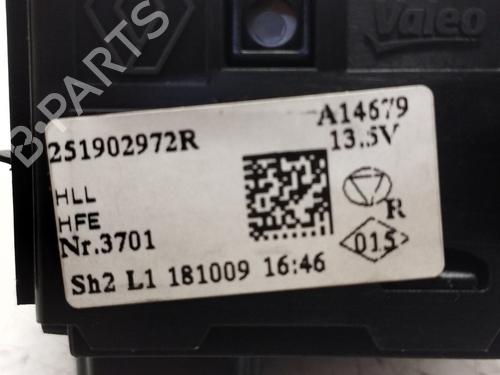 Valeo
B-PARTS
251902972R
A14679
13.5V
HLL
HFE
R
Nr.3701
015
Sh2 L1 181009 16:46